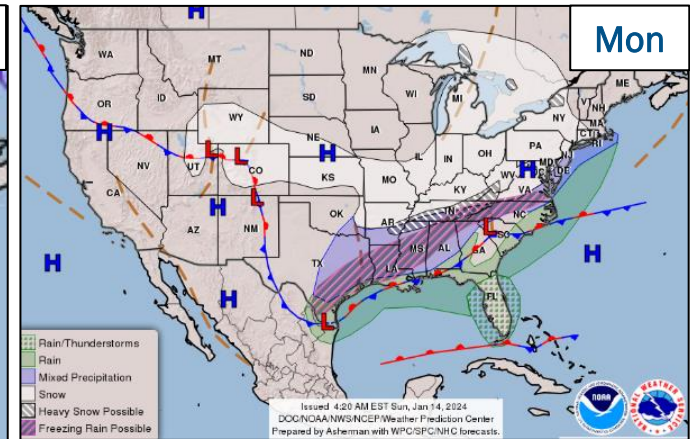 Mon
H
WA
MT
ND
MN
ME
OR
ID
SD
WI
MI
VT
NH
NY
MA
CT
RI
H
WY
IA
NE
H
IL
IN
OH
PA
NJ
MD
DE
H
NV
UT
L
L
CO
KS
MO
WV
VA
KY
CA
L
H
AZ
NM
OK
AR
TN
NC
L
SC
H
H
TX
LA
MS
AL
GA
H
L
FL
Rain/Thunderstorms
Rain
Mixed Precipitation
Snow
Heavy Snow Possible
Freezing Rain Possible
Issued 4:20 AM EST Sun, Jan 14, 2024
DOC/NOAA/NWS/NCEP/Weather Prediction Center
Prepared by Asherman with WPC/SPC/NHC forecasts.
NOAA
NATIONAL WEATHER SERVICE